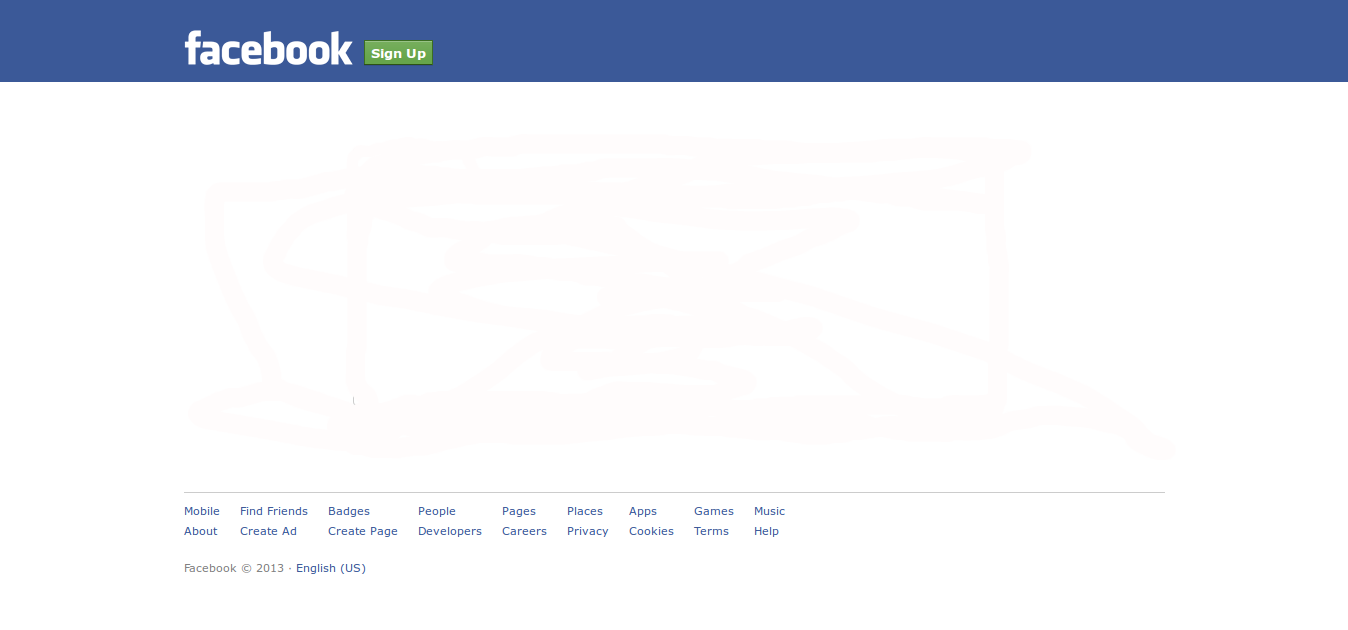 facebook Sign Up
Mobile Find Friends Badges People Pages Places Apps Games Music
About Create Ad Create Page Developers Careers Privacy Cookies Terms Help
Facebook © 2013 · English (US)